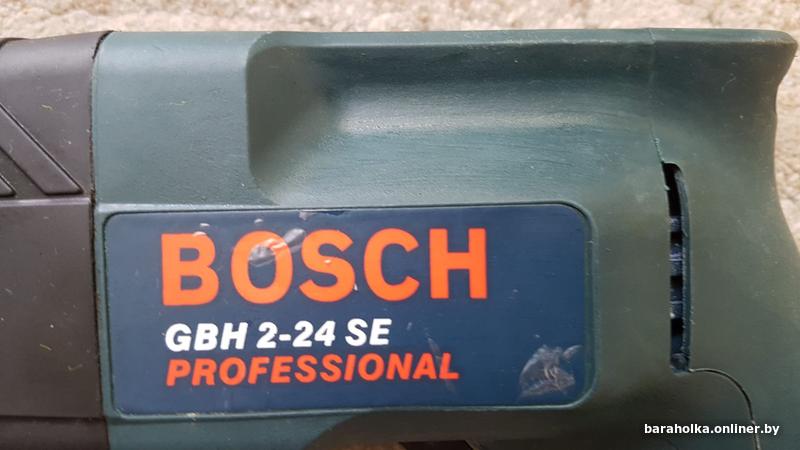 BOSCH
GBH 2-24 SE
PROFESSIONAL
baraholka.onliner.by